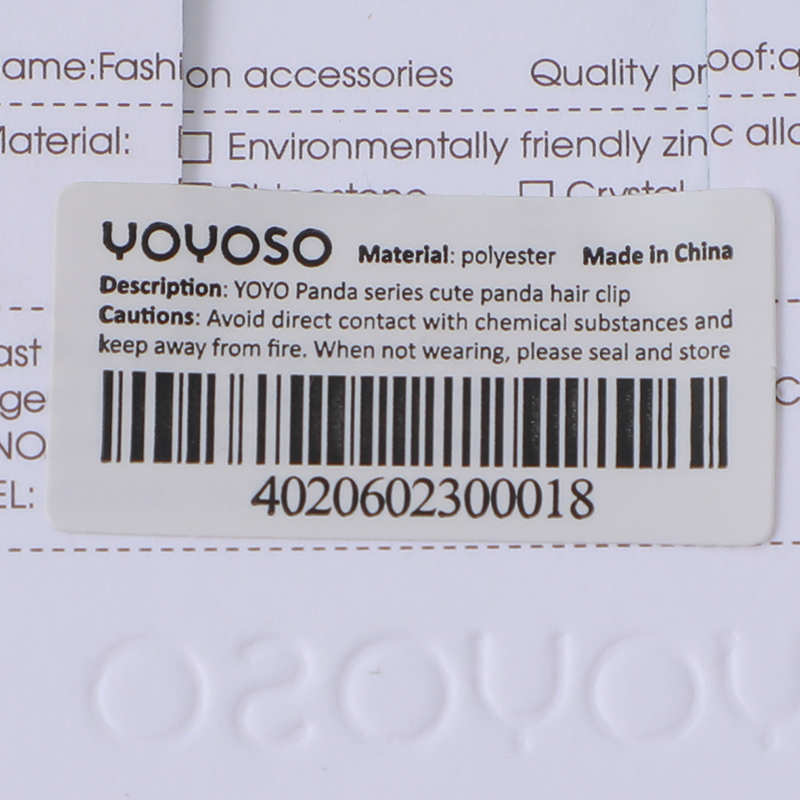 ame:Fashion accessories Quality proof:q
Material: □ Environmentally friendly zinc allo
Rhinestone □ Crystal
YOYOSO Material: polyester Made in China
Description: YOYO Panda series cute panda hair clip
Cautions: Avoid direct contact with chemical substances and
keep away from fire. When not wearing, please seal and store
4020602300018
ast
ge
NO
EL:
YOYOSO